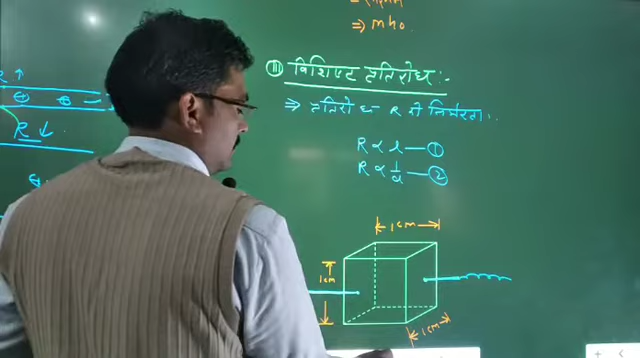 ⇒ mho
R ↑
(III) विशिष्ट प्रतिरोध :-
⇒ प्रतिरोध R की निर्भरता :
R ∝ l — (1)
R ∝ 1/a — (2)
R ↓
1cm
1cm
1cm